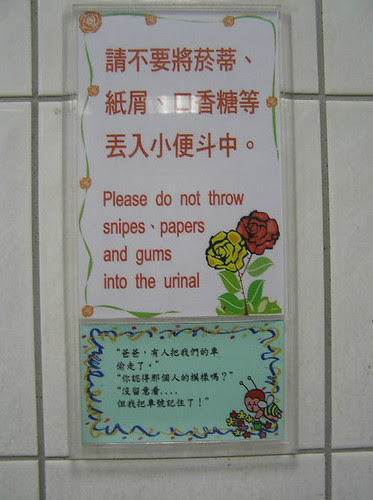 請不要將菸蒂、
紙屑、口香糖等
丟入小便斗中。
Please do not throw
snipes、papers
and gums
into the urinal
“爸爸，有人把我們的車
偷走了。”
“你認得那個人的模樣嗎？”
“沒留意看....
但我把車號記住了！”